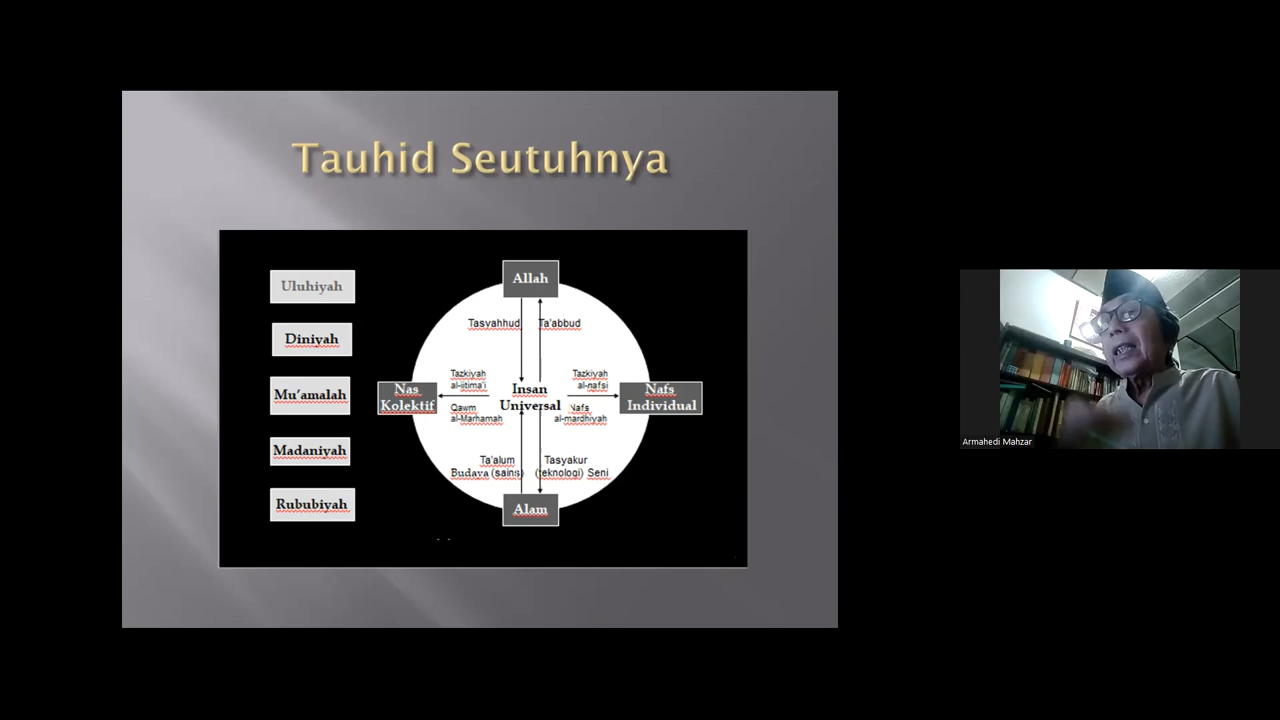 Tauhid Seutuhnya
Uluhiyah
Diniyah
Mu'amalah
Madaniyah
Rububiyah
Allah
Tasyahhud
Ta'abbud
Tazkiyah
al-ijtima'i
Tazkiyah
al-nafsi
Nas
Kolektif
Insan
Universal
Nafs
Individual
Qawm
al-Marhamah
Nafs
al-mardhiyah
Ta'alum
Budaya (sains)
Tasyakur
(teknologi) Seni
Alam
Armahedi Mahzar